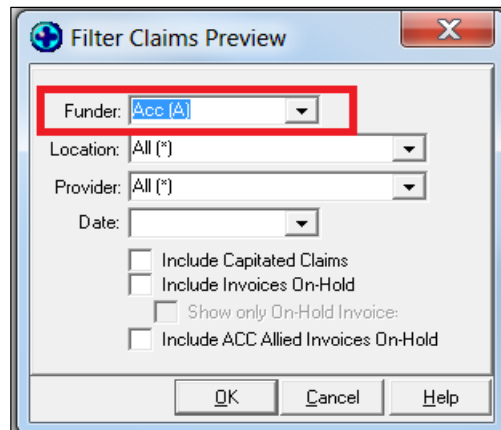 Filter Claims Preview
X
Funder: Acc (A)
Location: All (*)
Provider: All (*)
Date:
Include Capitated Claims
Include Invoices On-Hold
Show only On-Hold Invoice:
Include ACC Allied Invoices On-Hold
OK Cancel Help